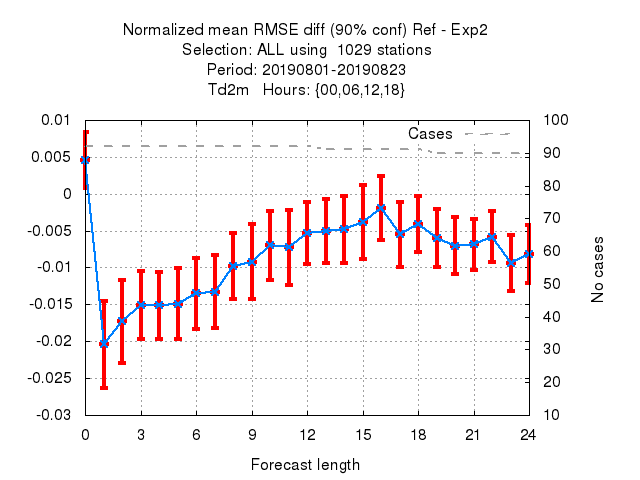 Normalized mean RMSE diff (90% conf) Ref - Exp2
Selection: ALL using  1029 stations
Period: 20190801-20190823
Td2m   Hours: {00,06,12,18}
Cases
0.01
0.005
0
-0.005
-0.01
-0.015
-0.02
-0.025
-0.03
100
90
80
70
60
50
40
30
20
10
No cases
0 3 6 9 12 15 18 21 24
Forecast length